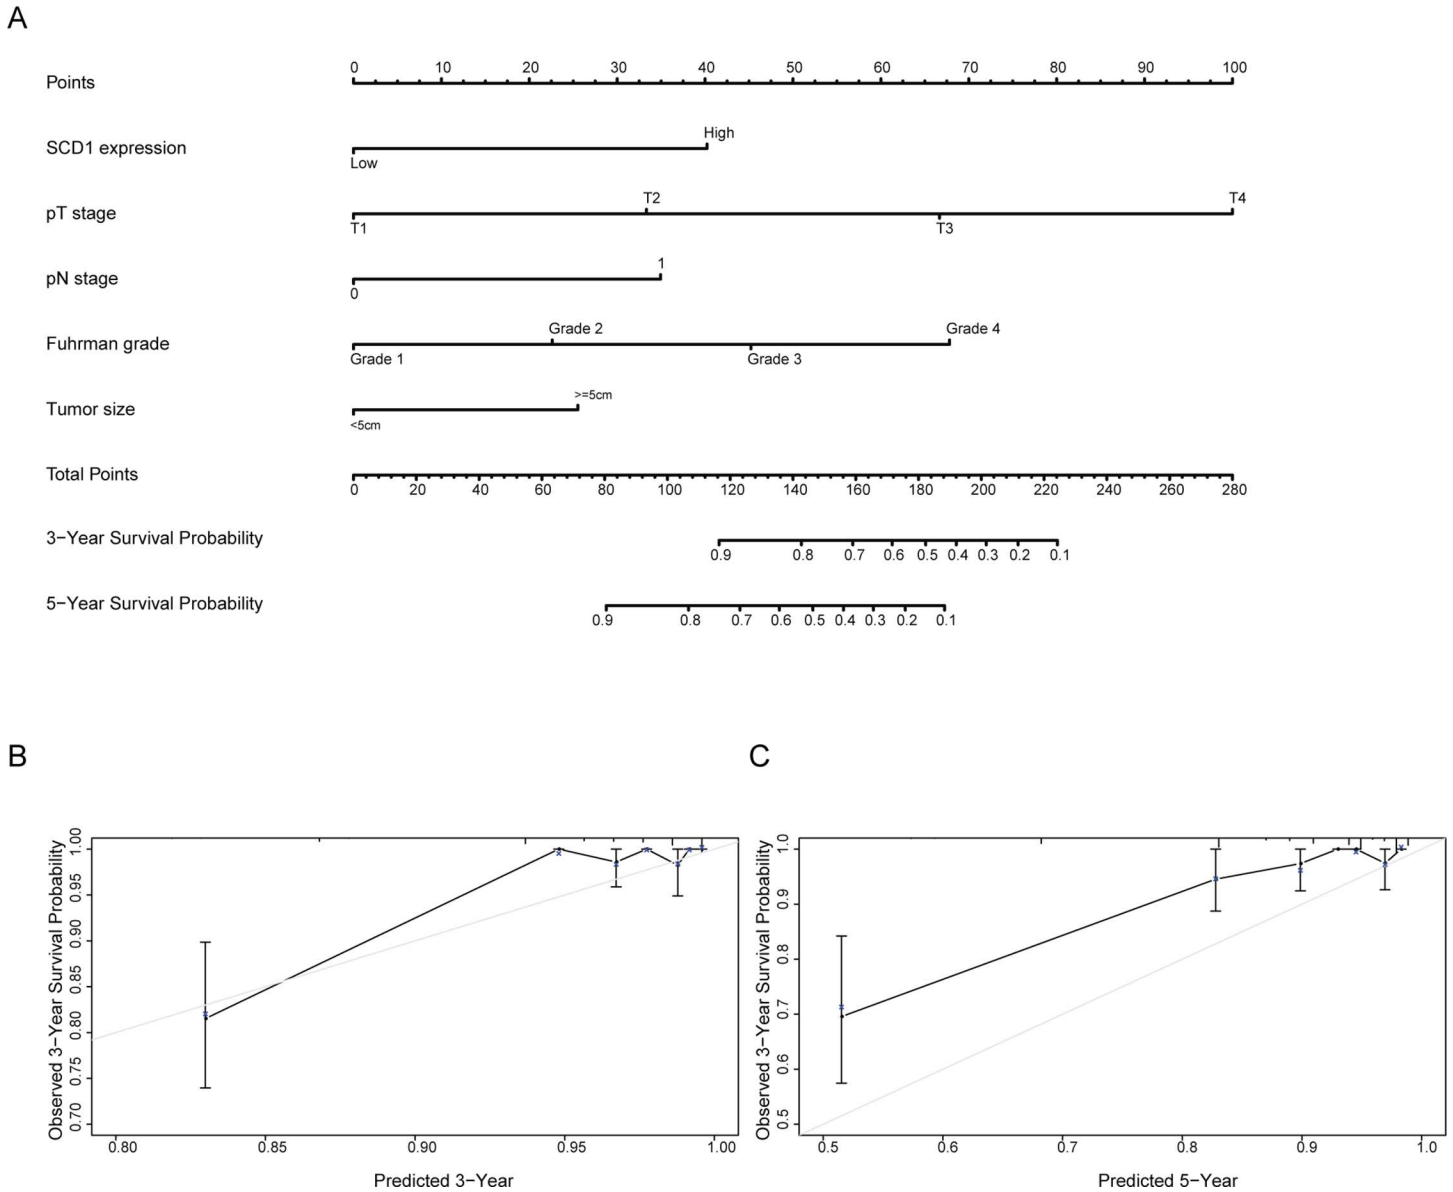 A
Points
0 10 20 30 40 50 60 70 80 90 100
SCD1 expression
High
Low
pT stage
T2 T4
T1 T3
pN stage
1
0
Fuhrman grade
Grade 2 Grade 4
Grade 1 Grade 3
Tumor size
>=5cm
<5cm
Total Points
0 20 40 60 80 100 120 140 160 180 200 220 240 260 280
3−Year Survival Probability
0.9 0.8 0.7 0.6 0.5 0.4 0.3 0.2 0.1
5−Year Survival Probability
0.9 0.8 0.7 0.6 0.5 0.4 0.3 0.2 0.1
B
Observed 3−Year Survival Probability
0.70 0.75 0.80 0.85 0.90 0.95 1.00
0.80 0.85 0.90 0.95 1.00
Predicted 3−Year
C
Observed 3−Year Survival Probability
0.5 0.6 0.7 0.8 0.9 1.0
0.5 0.6 0.7 0.8 0.9 1.0
Predicted 5−Year